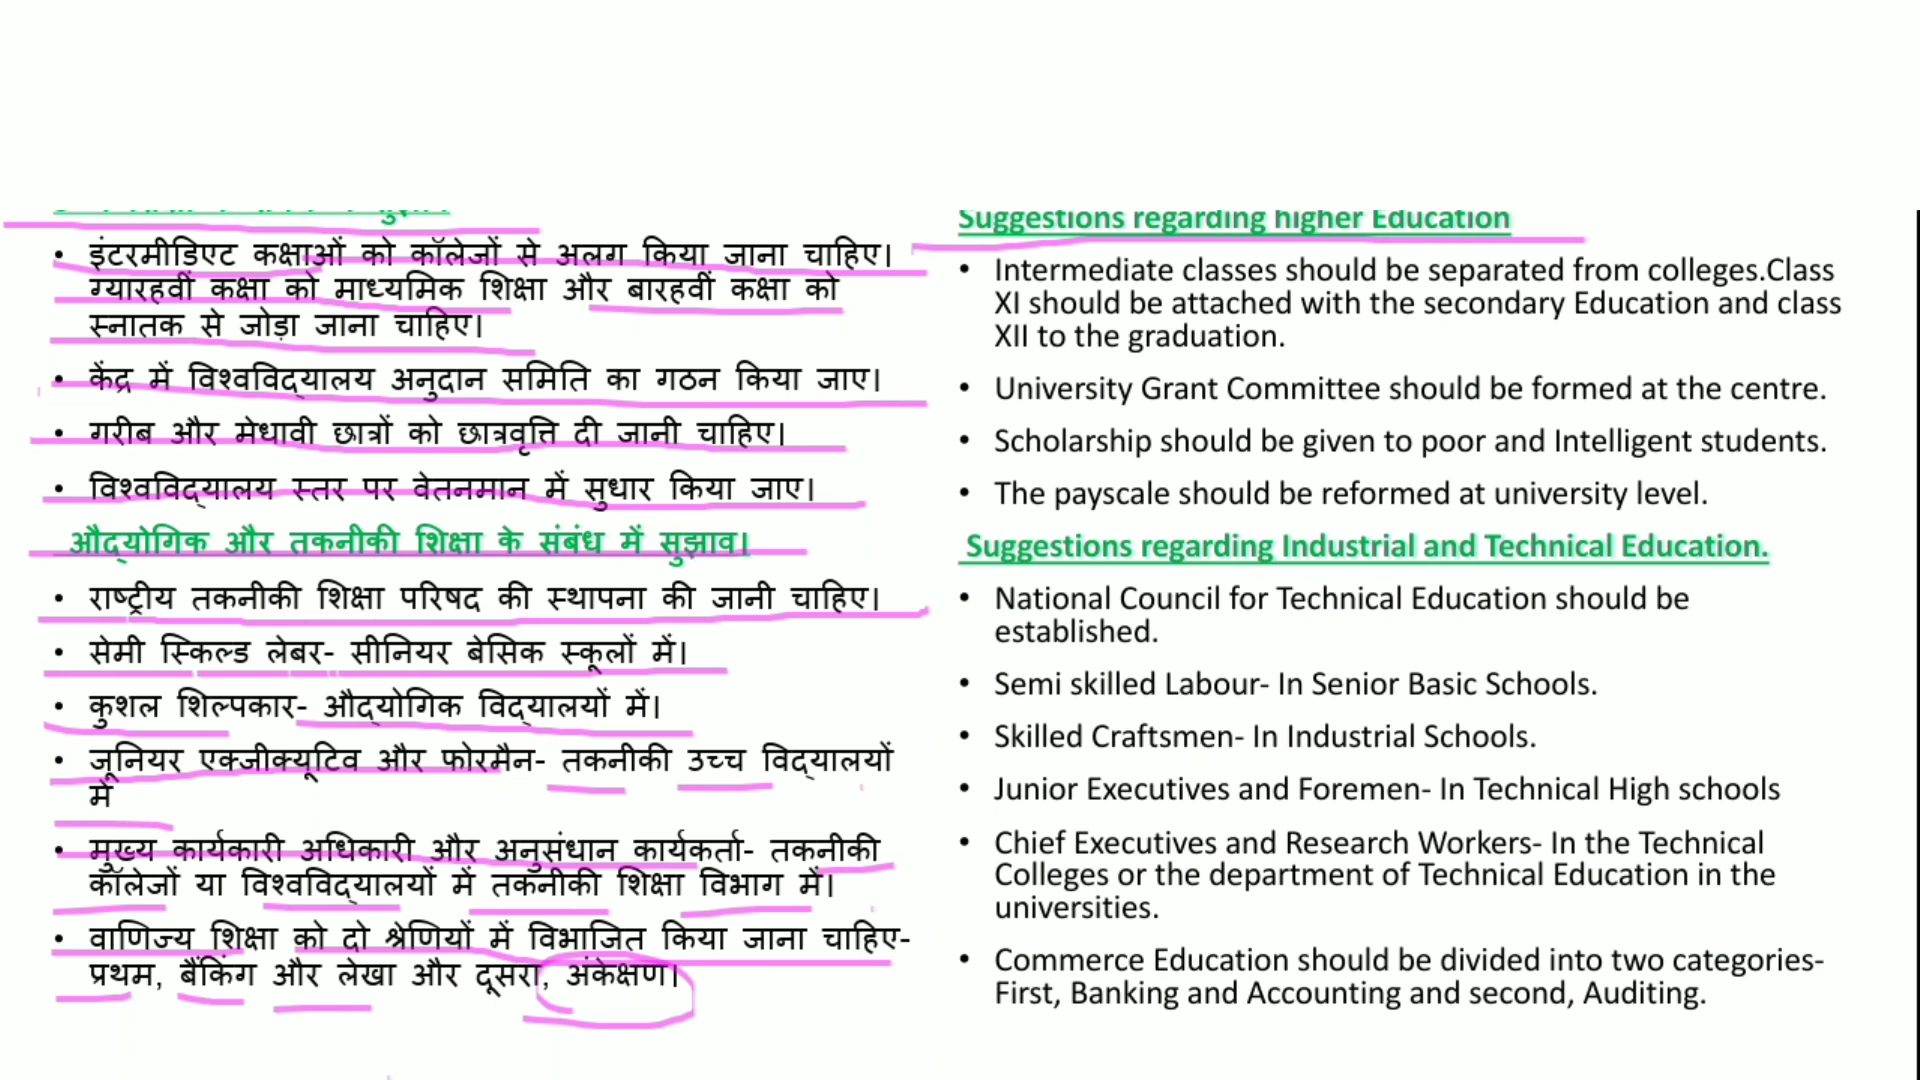 सुझाव।
इंटरमीडिएट कक्षाओं को कॉलेजों से अलग किया जाना चाहिए।
ग्यारहवीं कक्षा को माध्यमिक शिक्षा और बारहवीं कक्षा को
स्नातक से जोड़ा जाना चाहिए।
केंद्र में विश्वविद्यालय अनुदान समिति का गठन किया जाए।
गरीब और मेधावी छात्रों को छात्रवृत्ति दी जानी चाहिए।
विश्वविद्यालय स्तर पर वेतनमान में सुधार किया जाए।
औद्योगिक और तकनीकी शिक्षा के संबंध में सुझाव।
राष्ट्रीय तकनीकी शिक्षा परिषद की स्थापना की जानी चाहिए।
सेमी स्किल्ड लेबर- सीनियर बेसिक स्कूलों में।
कुशल शिल्पकार- औद्योगिक विद्यालयों में।
जूनियर एक्जीक्यूटिव और फोरमैन- तकनीकी उच्च विद्यालयों
में
मुख्य कार्यकारी अधिकारी और अनुसंधान कार्यकर्ता- तकनीकी
कॉलेजों या विश्वविद्यालयों में तकनीकी शिक्षा विभाग में।
वाणिज्य शिक्षा को दो श्रेणियों में विभाजित किया जाना चाहिए-
प्रथम, बैंकिंग और लेखा और दूसरा, अंकेक्षण।
Suggestions regarding higher Education
Intermediate classes should be separated from colleges.Class
XI should be attached with the secondary Education and class
XII to the graduation.
University Grant Committee should be formed at the centre.
Scholarship should be given to poor and Intelligent students.
The payscale should be reformed at university level.
Suggestions regarding Industrial and Technical Education.
National Council for Technical Education should be
established.
Semi skilled Labour- In Senior Basic Schools.
Skilled Craftsmen- In Industrial Schools.
Junior Executives and Foremen- In Technical High schools
Chief Executives and Research Workers- In the Technical
Colleges or the department of Technical Education in the
universities.
Commerce Education should be divided into two categories-
First, Banking and Accounting and second, Auditing.